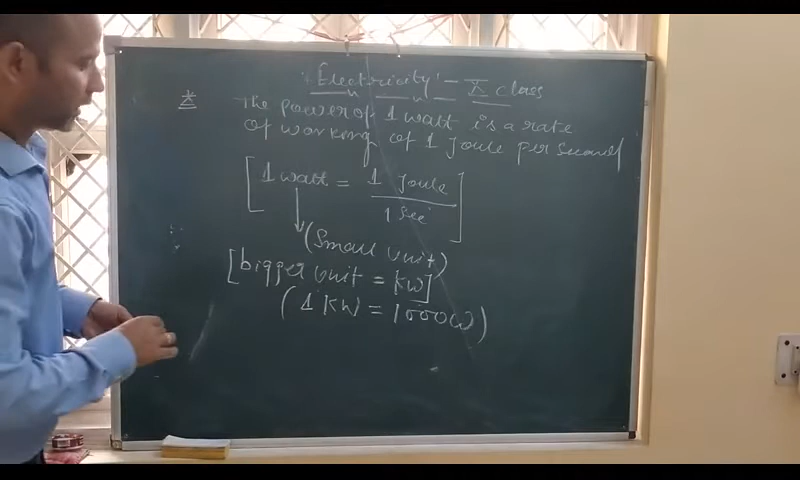 Electricity - X class
* The power of 1 watt is a rate
of working of 1 Joule per second
[1 watt = 1 Joule / 1 sec]
(Small unit)
[bigger unit = kW]
(1 KW = 1000W)